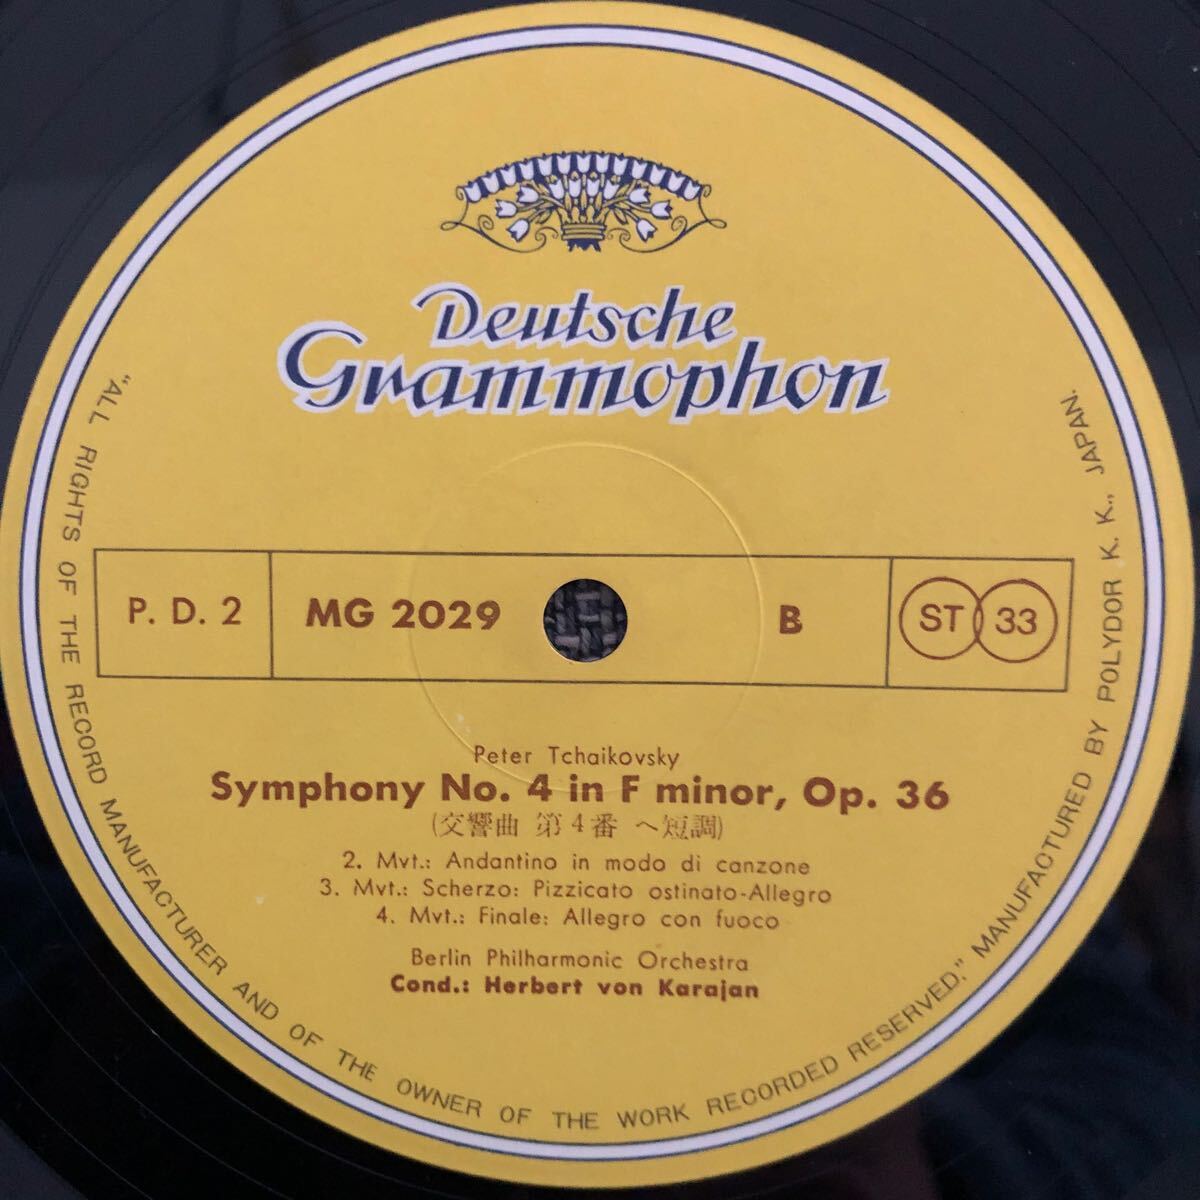 Deutsche
Grammophon
P. D. 2
MG 2029
B
ST 33
Peter Tchaikovsky
Symphony No. 4 in F minor, Op. 36
(交響曲 第4番 ヘ短調)
2. Mvt.: Andantino in modo di canzone
3. Mvt.: Scherzo: Pizzicato ostinato-Allegro
4. Mvt.: Finale: Allegro con fuoco
Berlin Philharmonic Orchestra
Cond.: Herbert von Karajan
"ALL RIGHTS OF THE RECORD MANUFACTURER AND OF THE OWNER OF THE WORK RECORDED RESERVED," MANUFACTURED BY POLYDOR K. K., JAPAN.